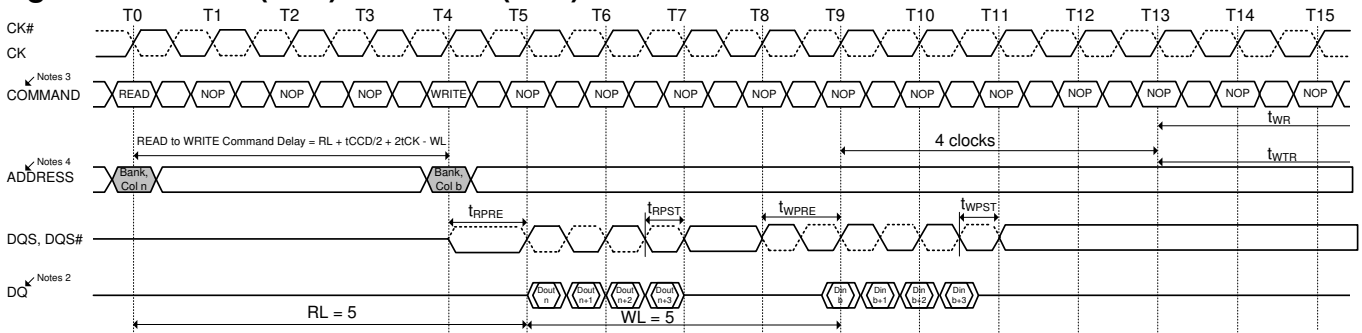 T0 T1 T2 T3 T4 T5 T6 T7 T8 T9 T10 T11 T12 T13 T14 T15
CK#
CK
Notes 3
COMMAND READ NOP NOP NOP WRITE NOP NOP NOP NOP NOP NOP NOP NOP NOP NOP NOP
tWR
READ to WRITE Command Delay = RL + tCCD/2 + 2tCK - WL
4 clocks
Notes 4
tWTR
ADDRESS
Bank,
Col n
Bank,
Col b
tRPRE tRPST tWPRE tWPST
DQS, DQS#
Notes 2
DQ
Dout
n
Dout
n+1
Dout
n+2
Dout
n+3
Din
b
Din
b+1
Din
b+2
Din
b+3
RL = 5 WL = 5